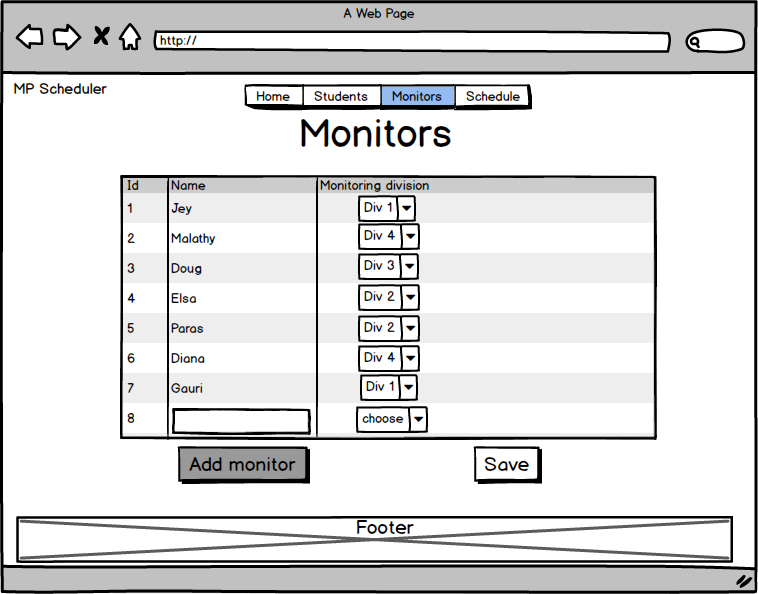 A Web Page
http://
MP Scheduler
Home Students Monitors Schedule
Monitors
Id Name Monitoring division
1 Jey Div 1
2 Malathy Div 4
3 Doug Div 3
4 Elsa Div 2
5 Paras Div 2
6 Diana Div 4
7 Gauri Div 1
8 choose
Add monitor Save
Footer